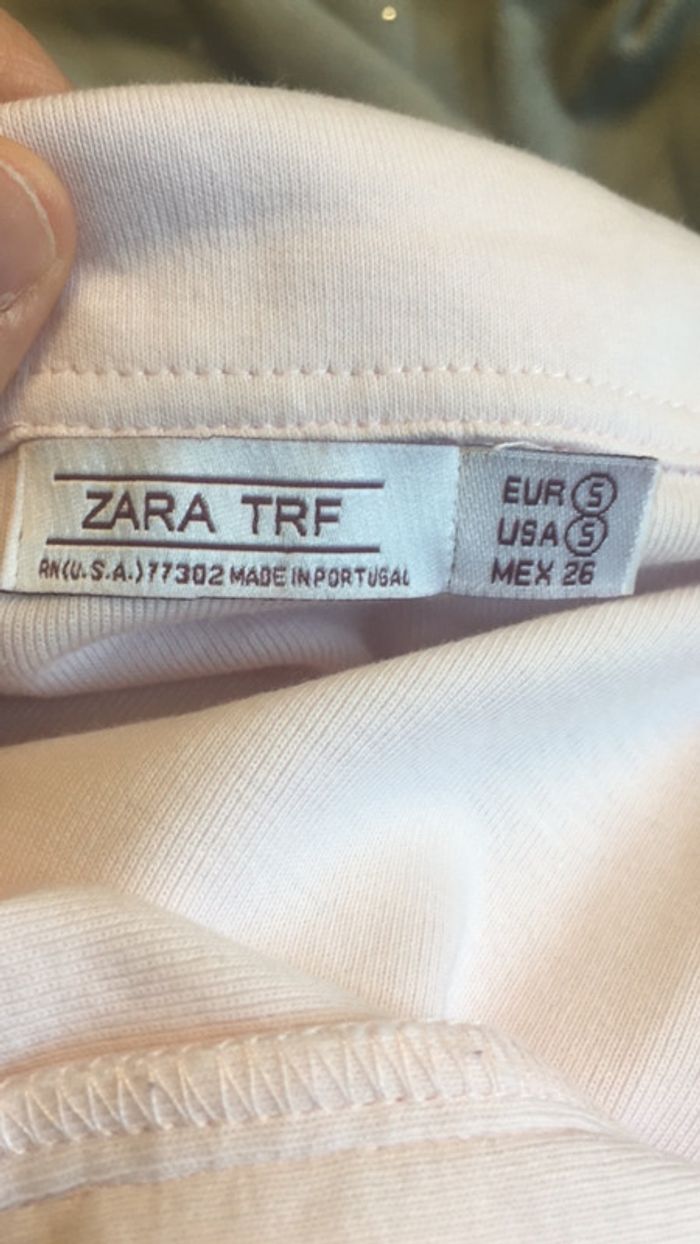 ZARA TRF
RN(U.S.A.)77302 MADE IN PORTUGAL
EUR S
USA S
MEX 26